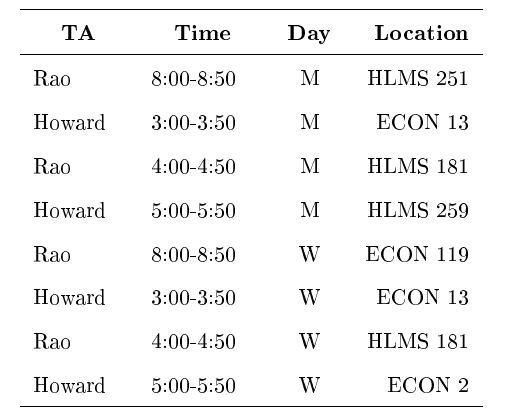 TA Time Day Location
Rao 8:00-8:50 M HLMS 251
Howard 3:00-3:50 M ECON 13
Rao 4:00-4:50 M HLMS 181
Howard 5:00-5:50 M HLMS 259
Rao 8:00-8:50 W ECON 119
Howard 3:00-3:50 W ECON 13
Rao 4:00-4:50 W HLMS 181
Howard 5:00-5:50 W ECON 2